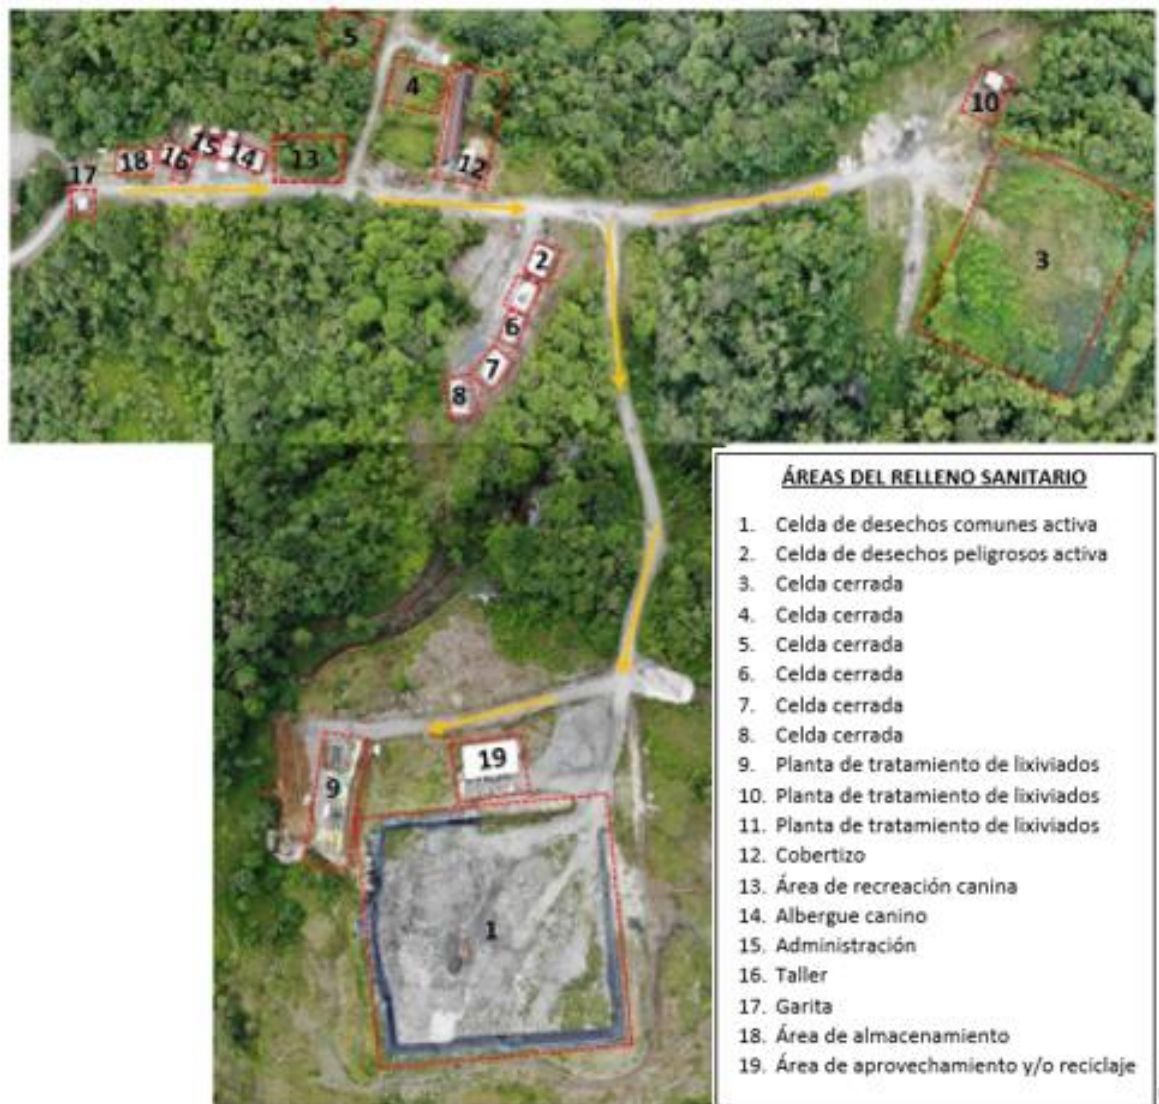 5
4
10
15
18
16
14
13
12
17
2
3
6
7
8
19
9
1
ÁREAS DEL RELLENO SANITARIO
1. Celda de desechos comunes activa
2. Celda de desechos peligrosos activa
3. Celda cerrada
4. Celda cerrada
5. Celda cerrada
6. Celda cerrada
7. Celda cerrada
8. Celda cerrada
9. Planta de tratamiento de lixiviados
10. Planta de tratamiento de lixiviados
11. Planta de tratamiento de lixiviados
12. Cobertizo
13. Área de recreación canina
14. Albergue canino
15. Administración
16. Taller
17. Garita
18. Área de almacenamiento
19. Área de aprovechamiento y/o reciclaje